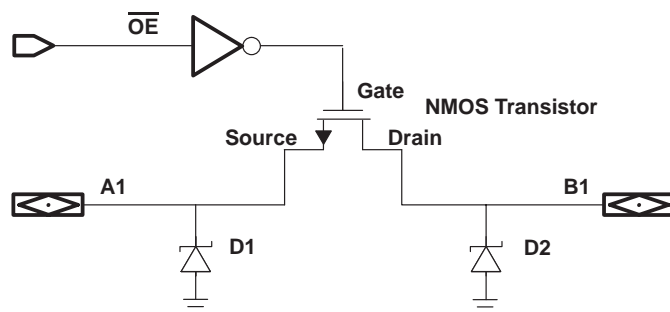 OE
Gate
NMOS Transistor
Source
Drain
A1
B1
D1
D2